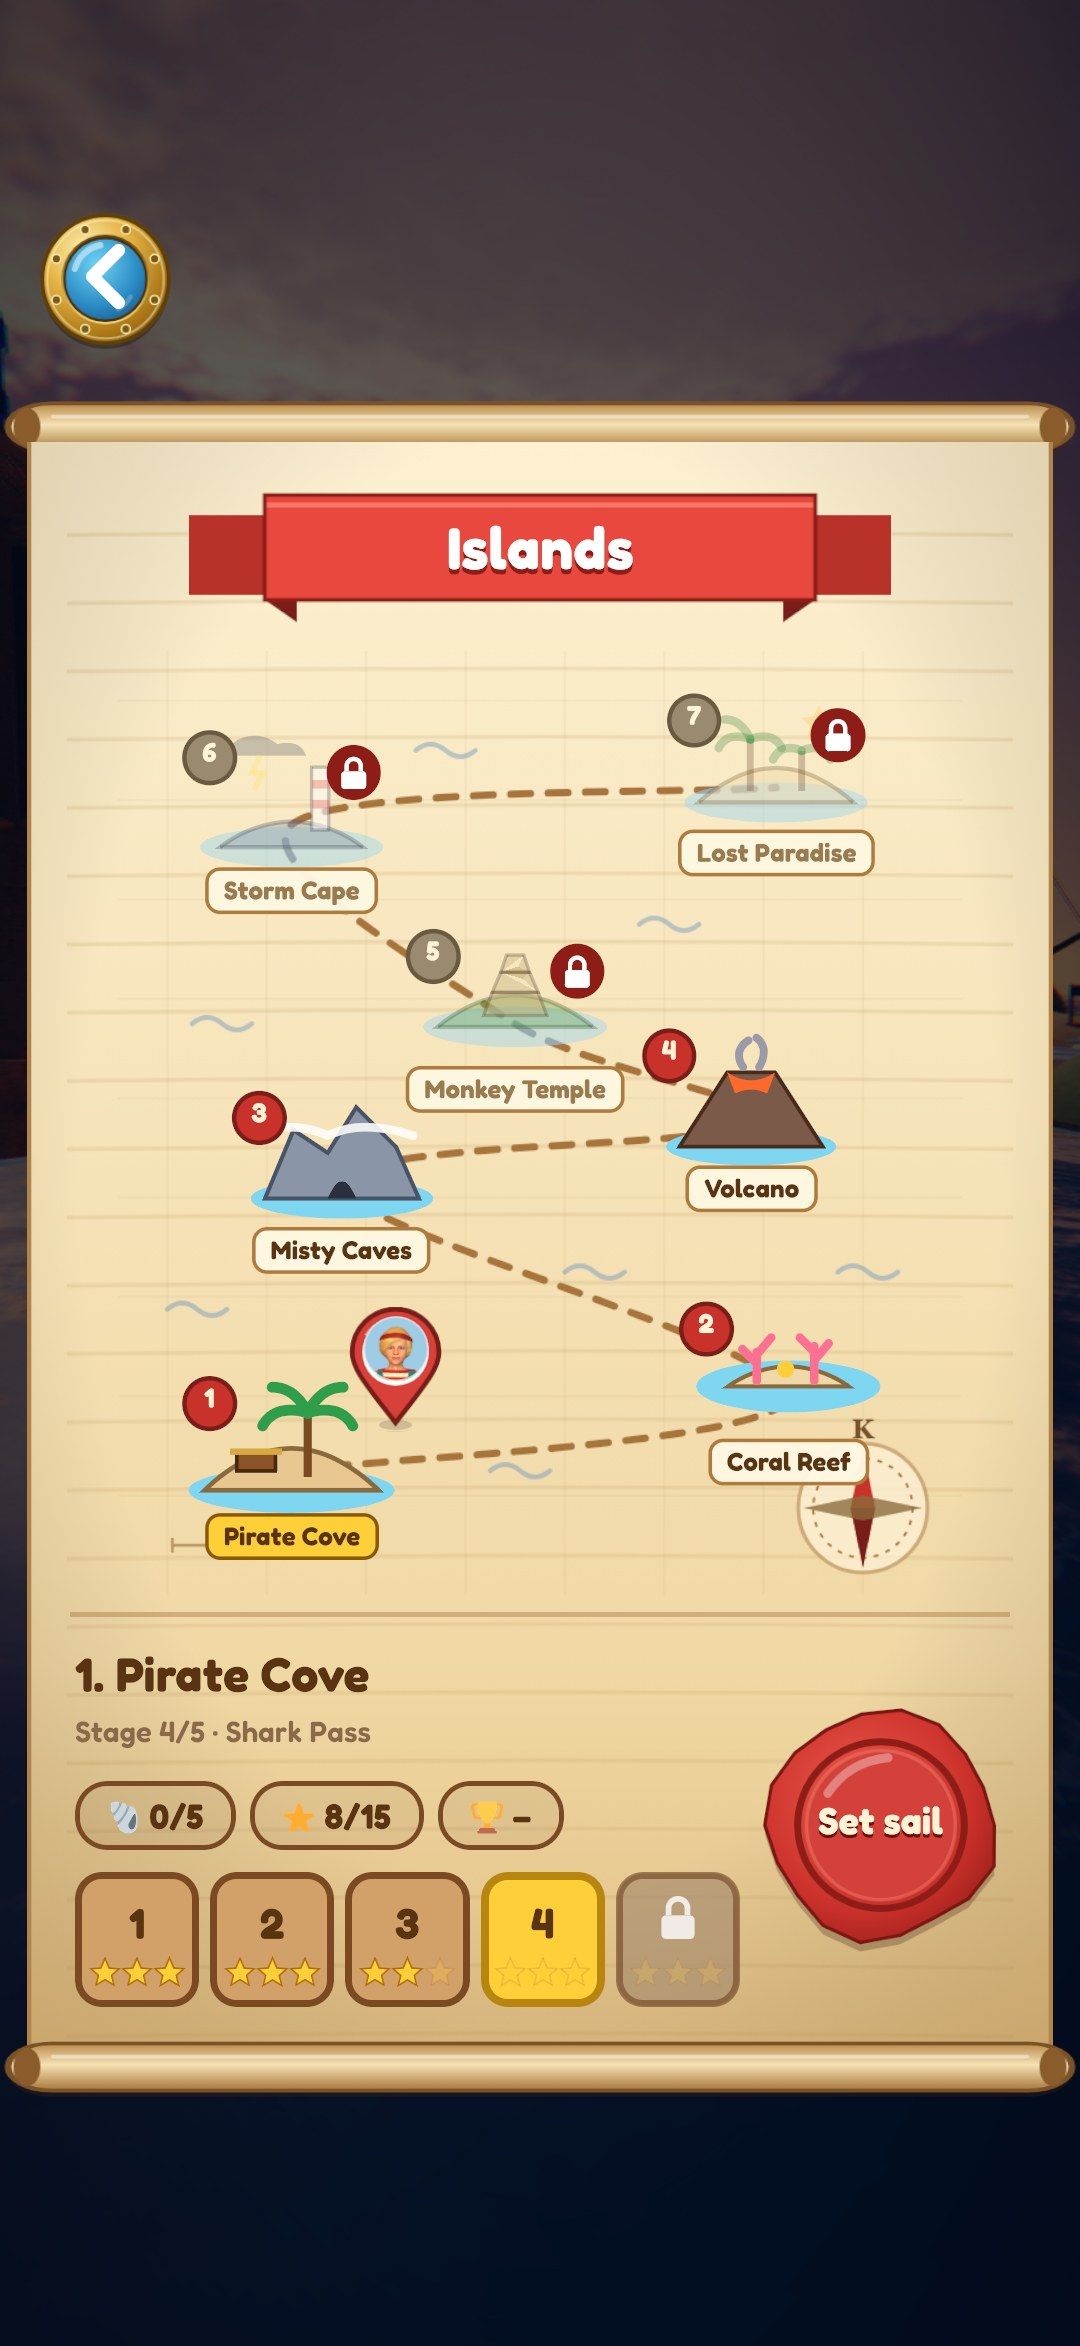 Islands
6
7
Storm Cape
Lost Paradise
5
Monkey Temple
4
3
Volcano
Misty Caves
2
1
K
Coral Reef
Pirate Cove
1. Pirate Cove
Stage 4/5 · Shark Pass
0/5
8/15
–
Set sail
1
2
3
4